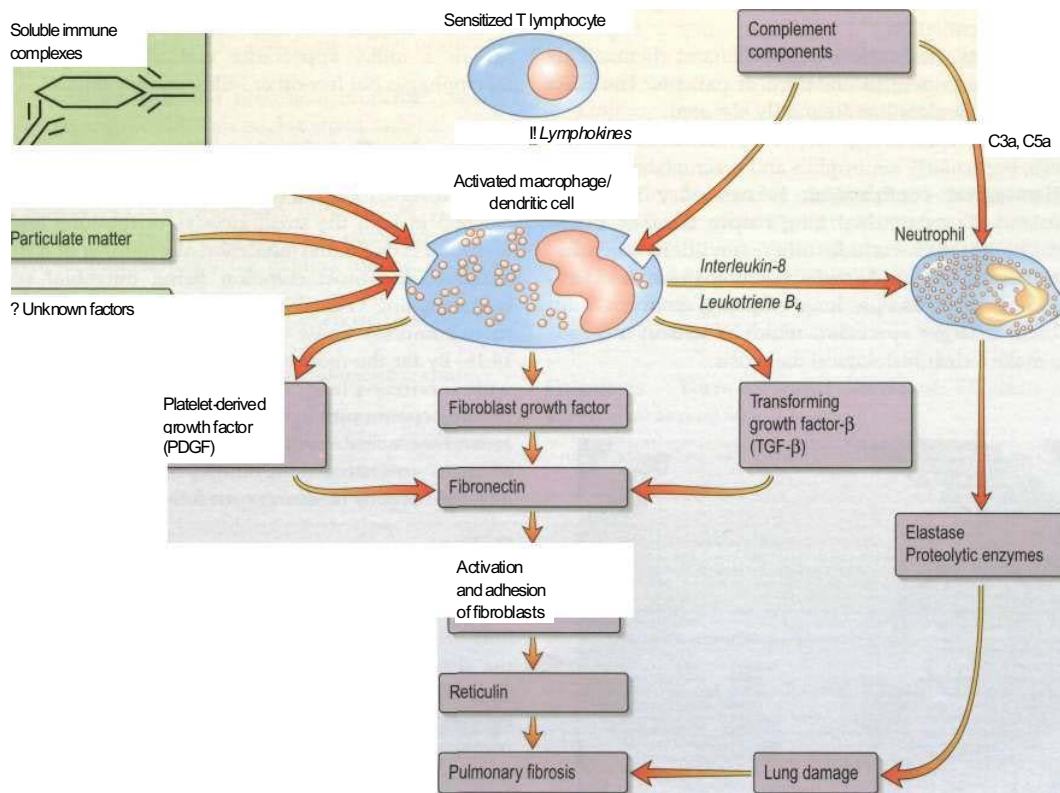 Soluble immune
complexes
Sensitized T lymphocyte
Complement
components
I! Lymphokines
C3a, C5a
Activated macrophage/
dendritic cell
Particulate matter
Neutrophil
Interleukin-8
Leukotriene B4
? Unknown factors
Platelet-derived
growth factor
(PDGF)
Fibroblast growth factor
Transforming
growth factor-β
(TGF-β)
Fibronectin
Elastase
Proteolytic enzymes
Activation
and adhesion
of fibroblasts
Reticulin
Pulmonary fibrosis
Lung damage